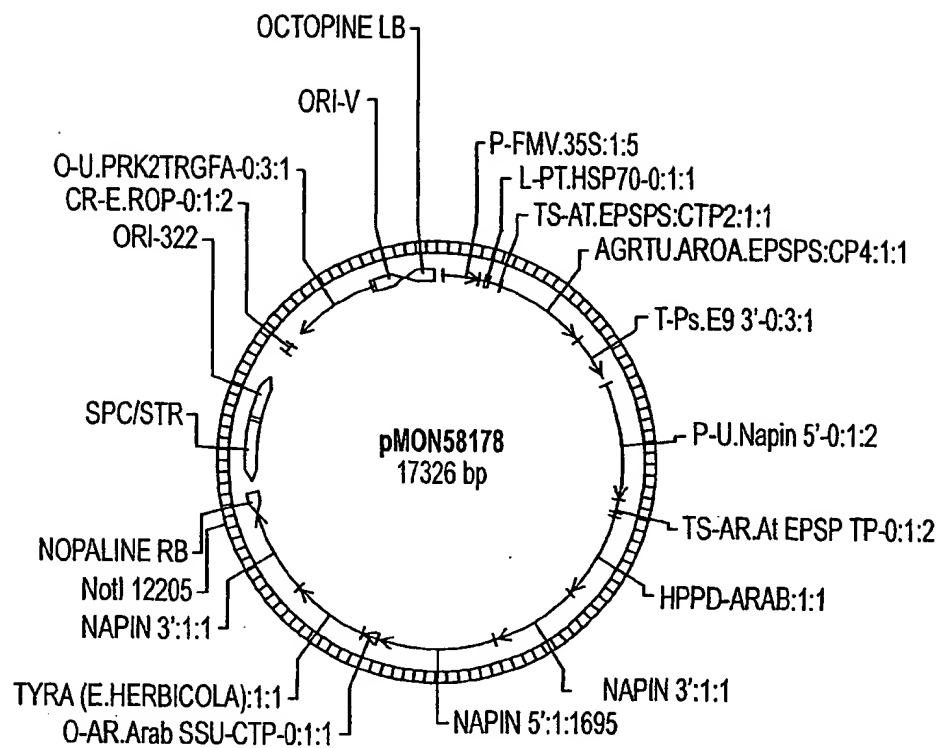 OCTOPINE LB
ORI-V
O-U.PRK2TRGFA-0:3:1
CR-E.ROP-0:1:2
ORI-322
SPC/STR
NOPALINE RB
NotI 12205
NAPIN 3':1:1
TYRA (E.HERBICOLA):1:1
O-AR.Arab SSU-CTP-0:1:1
P-FMV.35S:1:5
L-PT.HSP70-0:1:1
TS-AT.EPSPS:CTP2:1:1
AGRTU.AROA.EPSPS:CP4:1:1
T-Ps.E9 3'-0:3:1
P-U.Napin 5'-0:1:2
TS-AR.At EPSP TP-0:1:2
HPPD-ARAB:1:1
NAPIN 3':1:1
NAPIN 5':1:1695
pMON58178
17326 bp